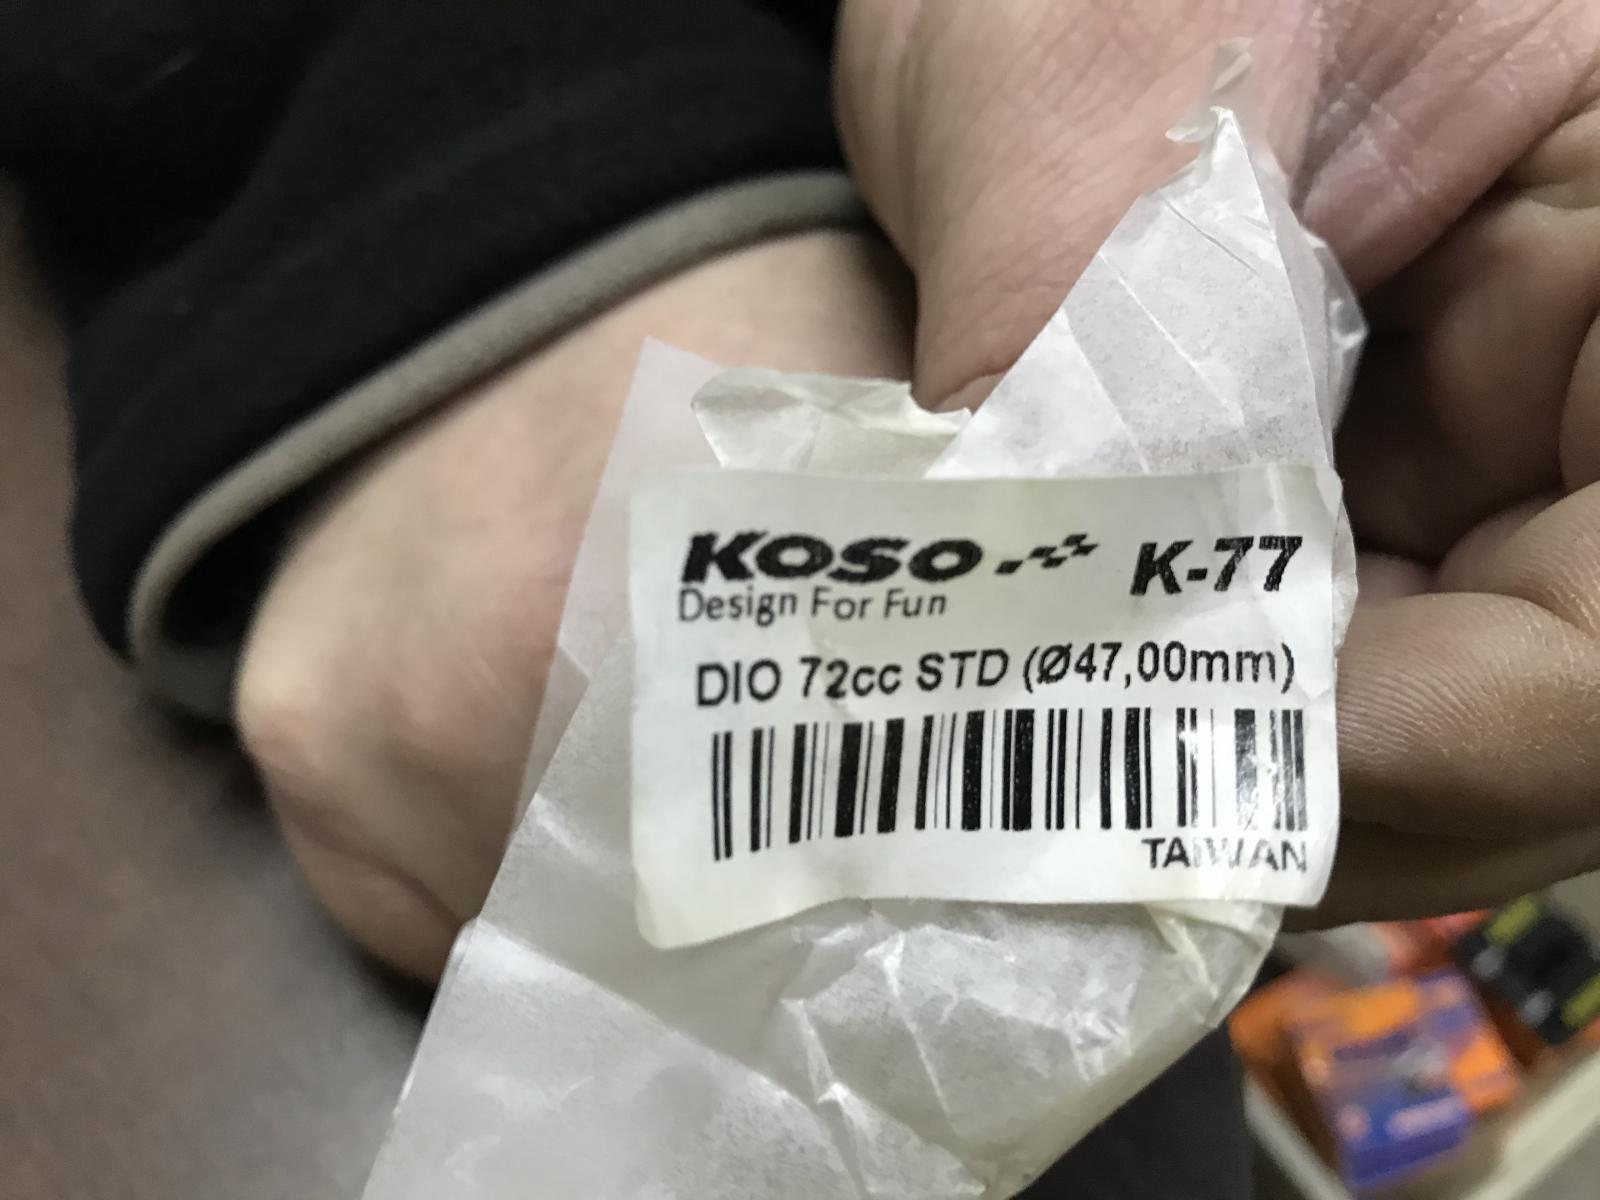 KOSO K-77
Design For Fun
DIO 72cc STD (Ø47,00mm)
TAIWAN